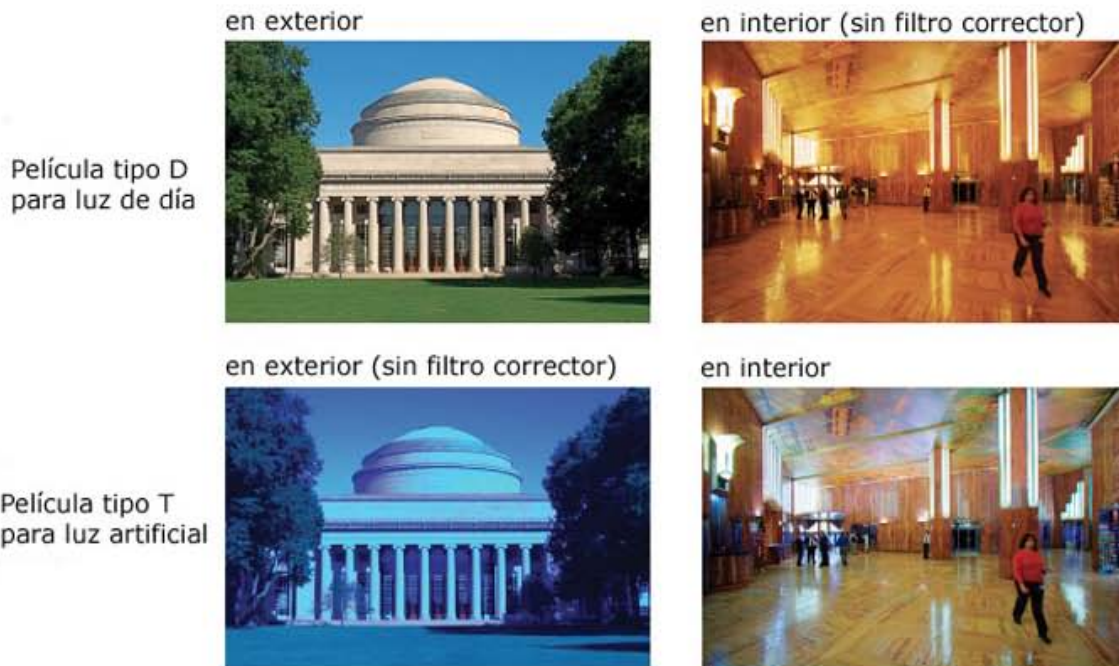 en exterior
en interior (sin filtro corrector)
Película tipo D
para luz de día
en exterior (sin filtro corrector)
en interior
Película tipo T
para luz artificial